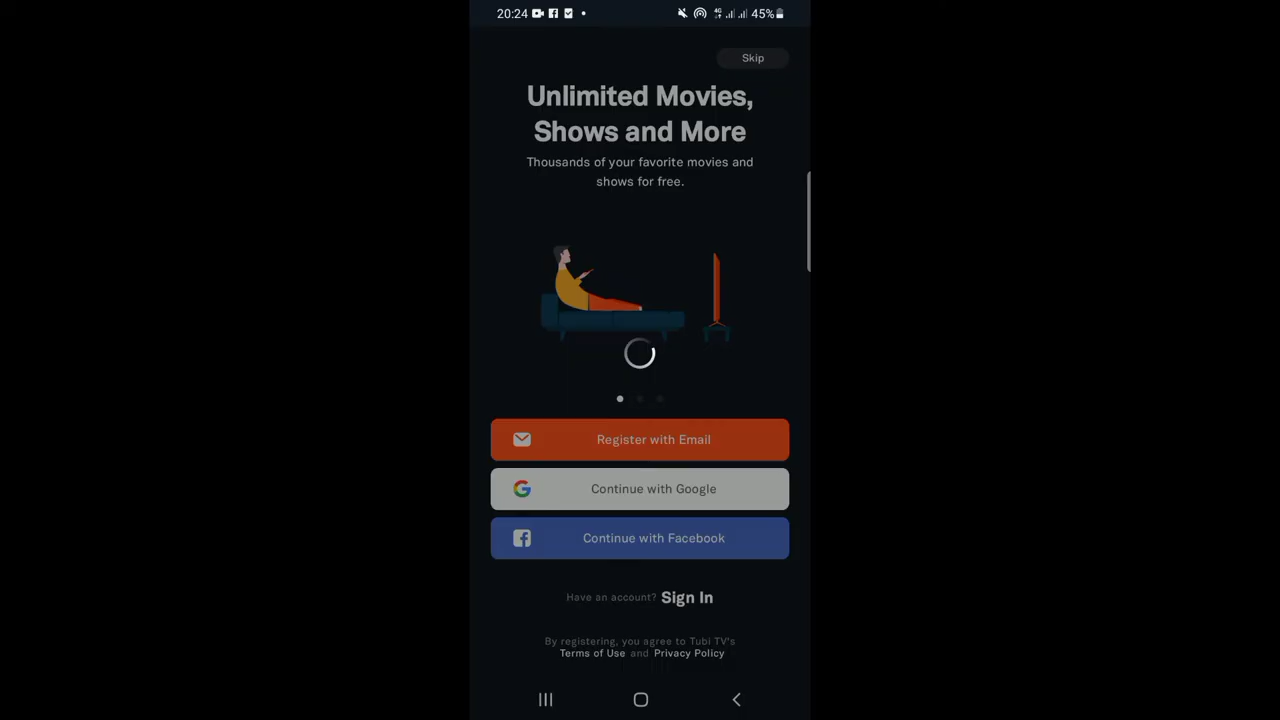 20:24 4G 45%
Skip
Unlimited Movies,
Shows and More
Thousands of your favorite movies and
shows for free.
Register with Email
Continue with Google
Continue with Facebook
Have an account? Sign In
By registering, you agree to Tubi TV's
Terms of Use and Privacy Policy